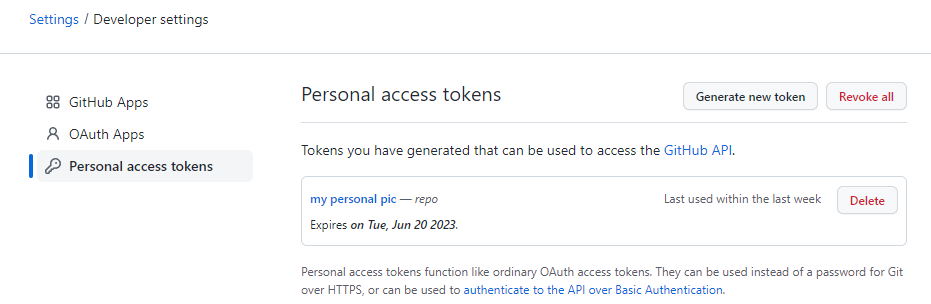 Settings / Developer settings
GitHub Apps
OAuth Apps
Personal access tokens
Personal access tokens
Generate new token
Revoke all
Tokens you have generated that can be used to access the GitHub API.
my personal pic — repo
Last used within the last week
Delete
Expires on Tue, Jun 20 2023.
Personal access tokens function like ordinary OAuth access tokens. They can be used instead of a password for Git
over HTTPS, or can be used to authenticate to the API over Basic Authentication.